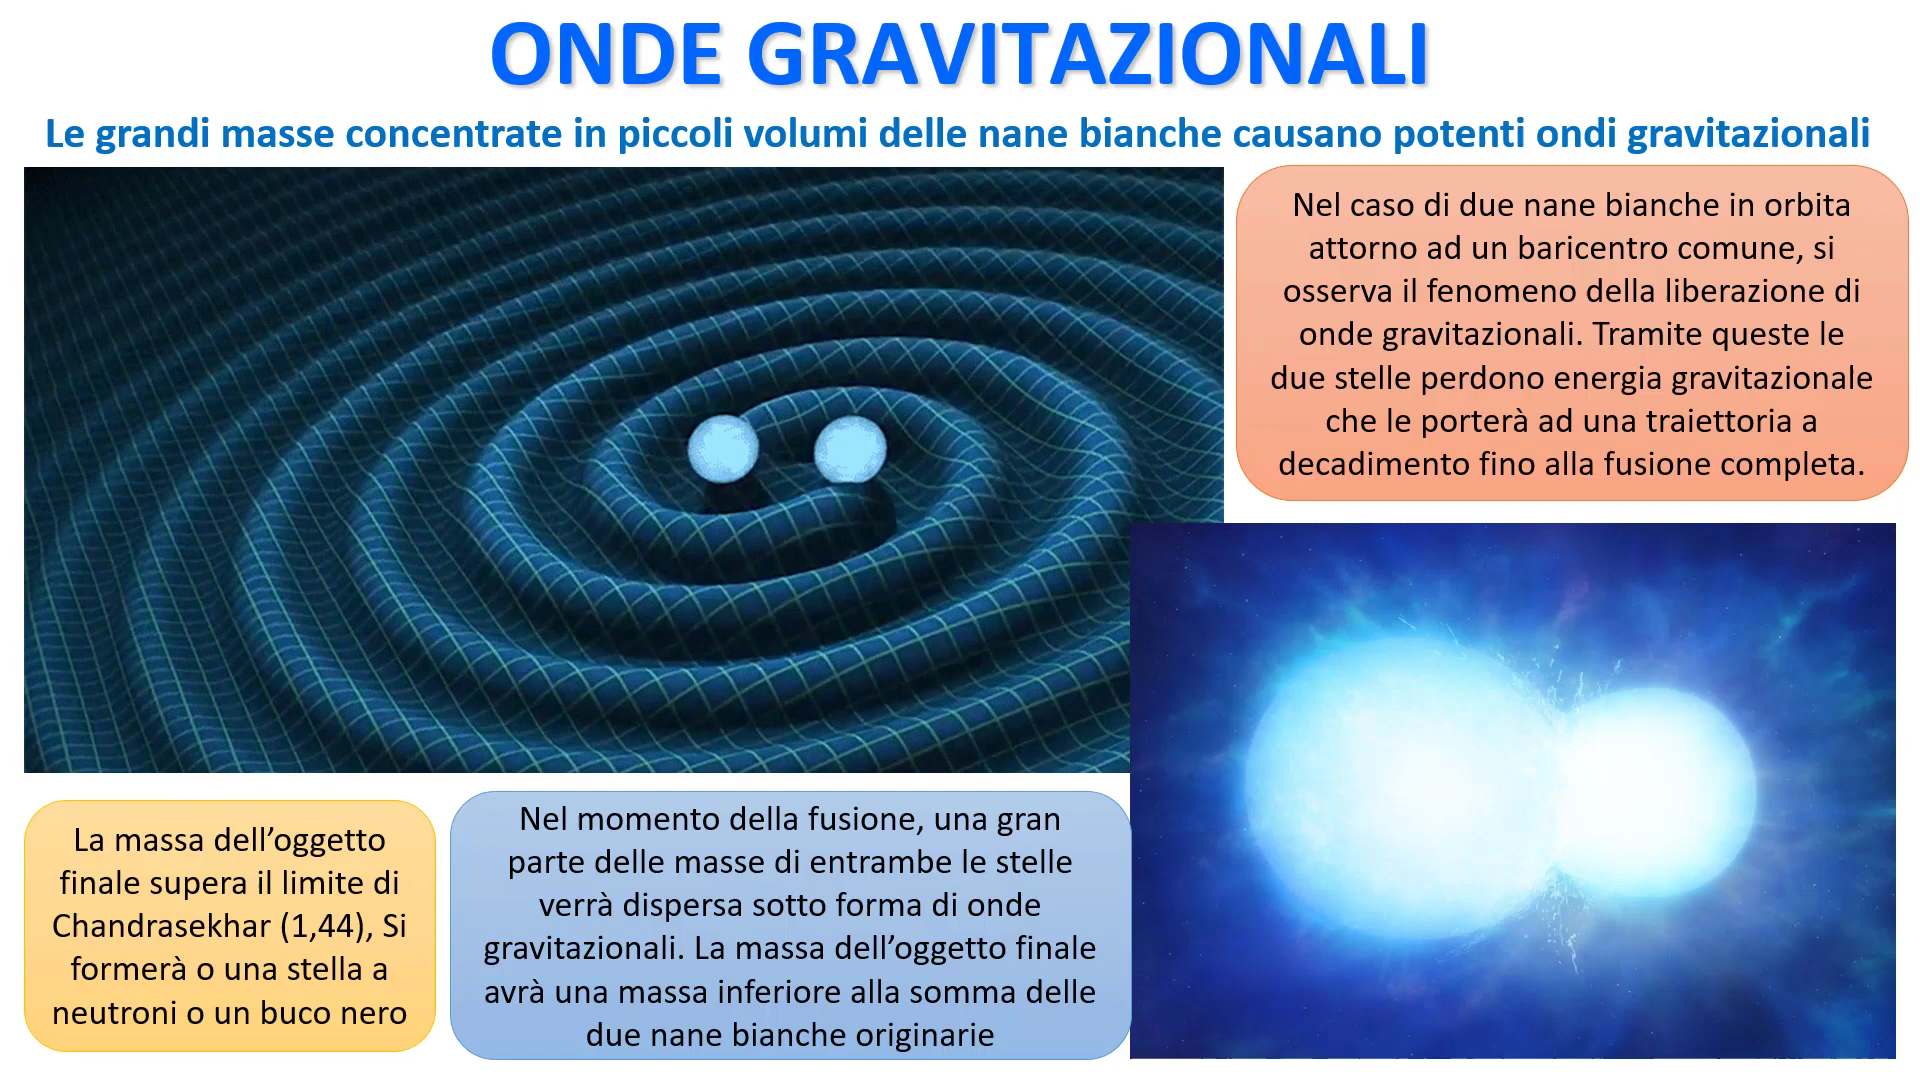 ONDE GRAVITAZIONALI
Le grandi masse concentrate in piccoli volumi delle nane bianche causano potenti ondi gravitazionali
Nel caso di due nane bianche in orbita
attorno ad un baricentro comune, si
osserva il fenomeno della liberazione di
onde gravitazionali. Tramite queste le
due stelle perdono energia gravitazionale
che le porterà ad una traiettoria a
decadimento fino alla fusione completa.
La massa dell’oggetto
finale supera il limite di
Chandrasekhar (1,44), Si
formerà o una stella a
neutroni o un buco nero
Nel momento della fusione, una gran
parte delle masse di entrambe le stelle
verrà dispersa sotto forma di onde
gravitazionali. La massa dell’oggetto finale
avrà una massa inferiore alla somma delle
due nane bianche originarie